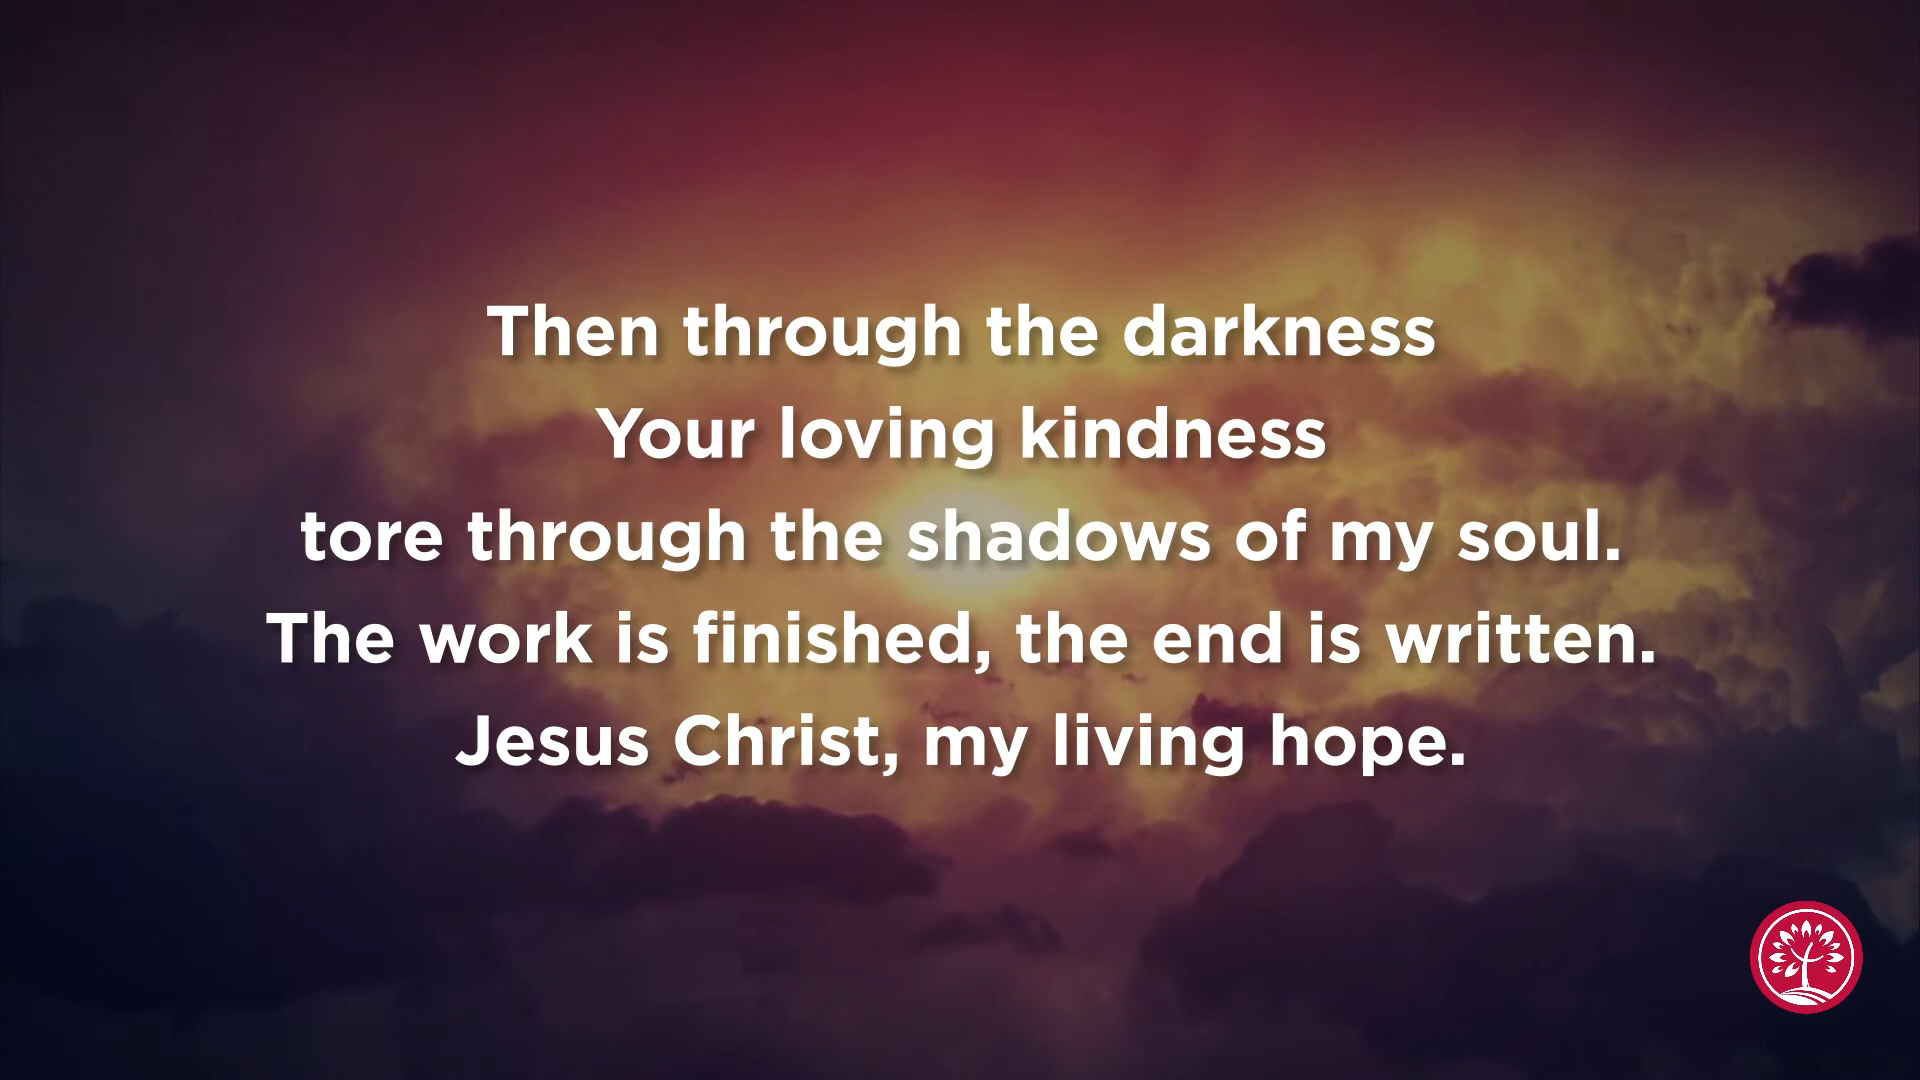 Then through the darkness
Your loving kindness
tore through the shadows of my soul.
The work is finished, the end is written.
Jesus Christ, my living hope.